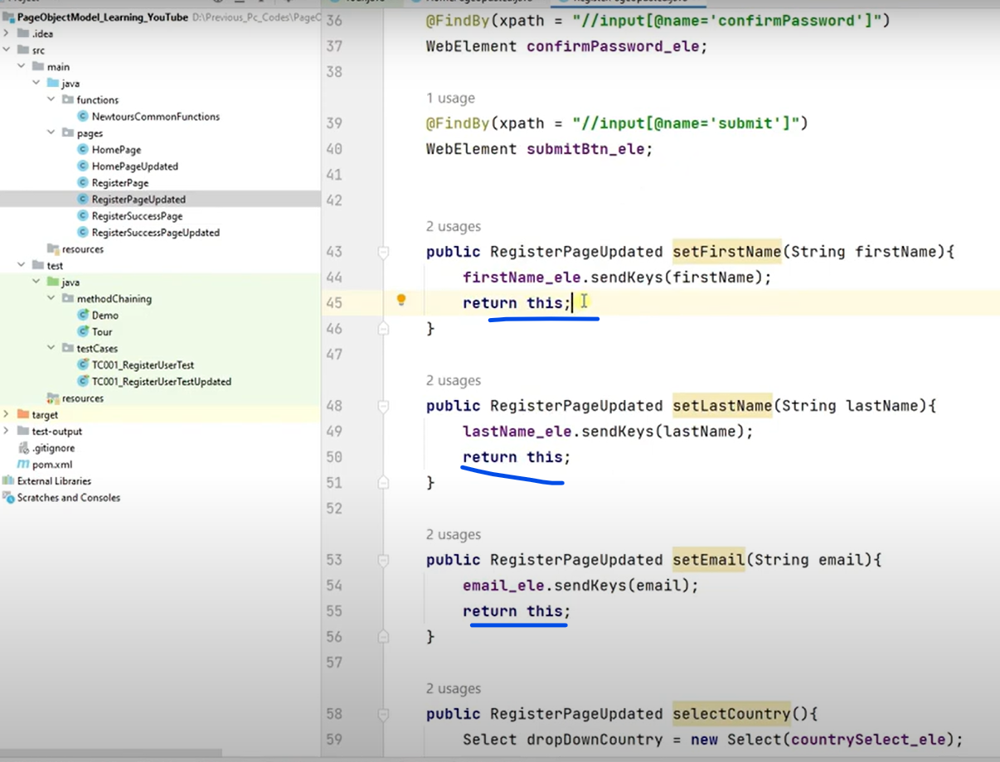 PageObjectModel_Learning_YouTube D:\Previous_Pc_Codes\PageC
.idea
src
main
java
functions
NewtoursCommonFunctions
pages
HomePage
HomePageUpdated
RegisterPage
RegisterPageUpdated
RegisterSuccessPage
RegisterSuccessPageUpdated
resources
test
java
methodChaining
Demo
Tour
testCases
TC001_RegisterUserTest
TC001_RegisterUserTestUpdated
resources
target
test-output
.gitignore
pom.xml
External Libraries
Scratches and Consoles
36 @FindBy(xpath = "//input[@name='confirmPassword']")
37 WebElement confirmPassword_ele;
38
1 usage
39 @FindBy(xpath = "//input[@name='submit']")
40 WebElement submitBtn_ele;
41
42
2 usages
43 public RegisterPageUpdated setFirstName(String firstName){
44 firstName_ele.sendKeys(firstName);
45 return this;
46 }
47
2 usages
48 public RegisterPageUpdated setLastName(String lastName){
49 lastName_ele.sendKeys(lastName);
50 return this;
51 }
52
2 usages
53 public RegisterPageUpdated setEmail(String email){
54 email_ele.sendKeys(email);
55 return this;
56 }
57
2 usages
58 public RegisterPageUpdated selectCountry(){
59 Select dropDownCountry = new Select(countrySelect_ele);